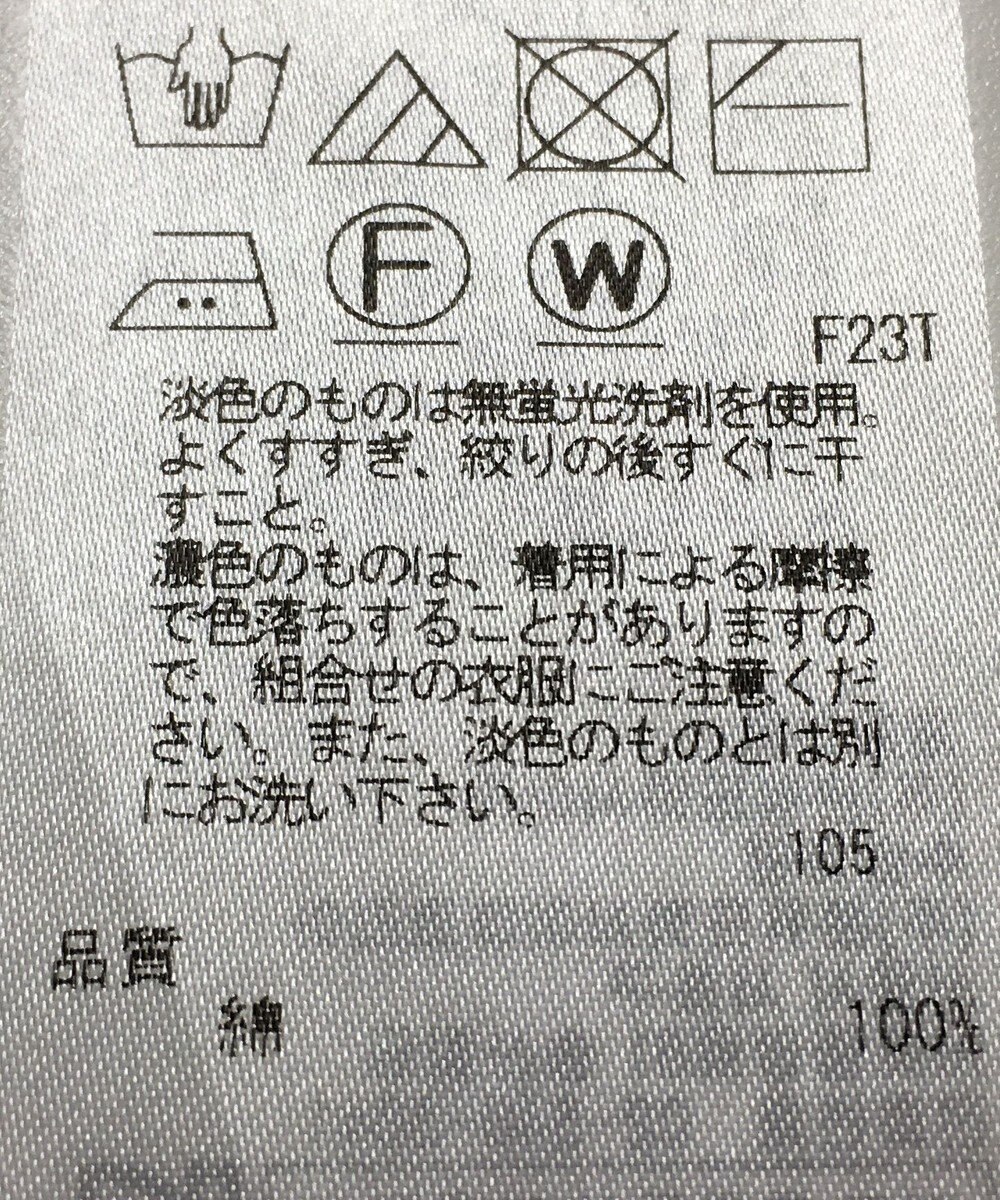 F W
F23T
淡色のものは無蛍光洗剤を使用。
よくすすぎ、絞りの後すぐに干
すこと。
濃色のものは、着用による摩擦
で色落ちすることがありますの
で、組合せの衣服にご注意くだ
さい。また、淡色のものとは別
にお洗い下さい。
105
品質
綿 100%